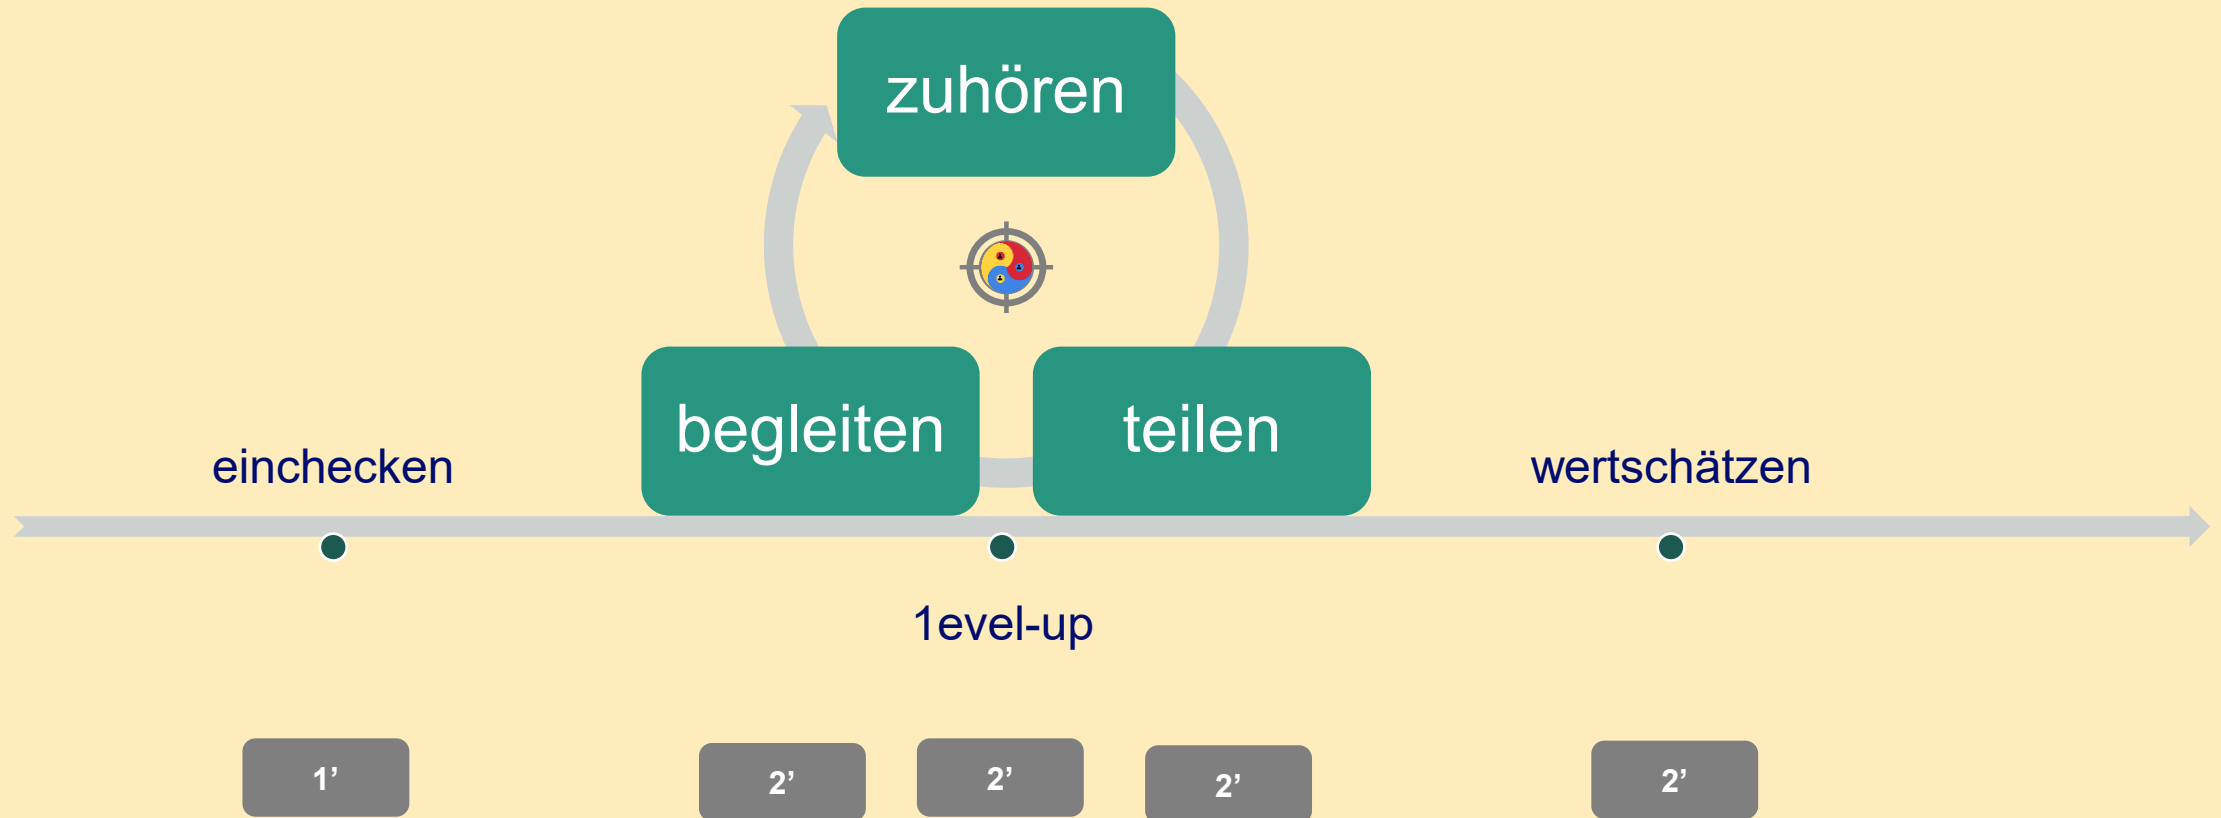 zuhören
begleiten
teilen
einchecken
wertschätzen
1evel-up
1’
2’
2’
2’
2’